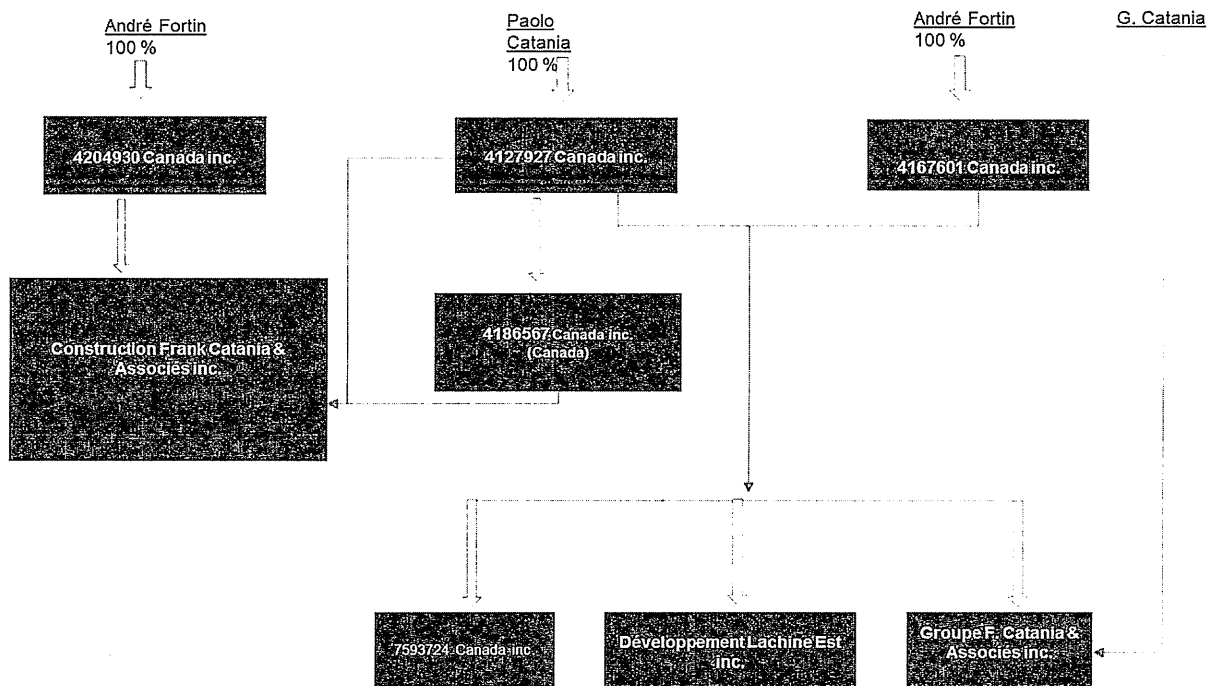 André Fortin
100 %
Paolo
Catania
100 %
André Fortin
100 %
G. Catania
4204930 Canada inc.
4127927 Canada inc.
4167601 Canada inc.
Construction Frank Catania &
Associés inc.
4186567 Canada inc.
(Canada)
7593724 Canada inc.
Développement Lachine Est
inc.
Groupe F. Catania &
Associés inc.